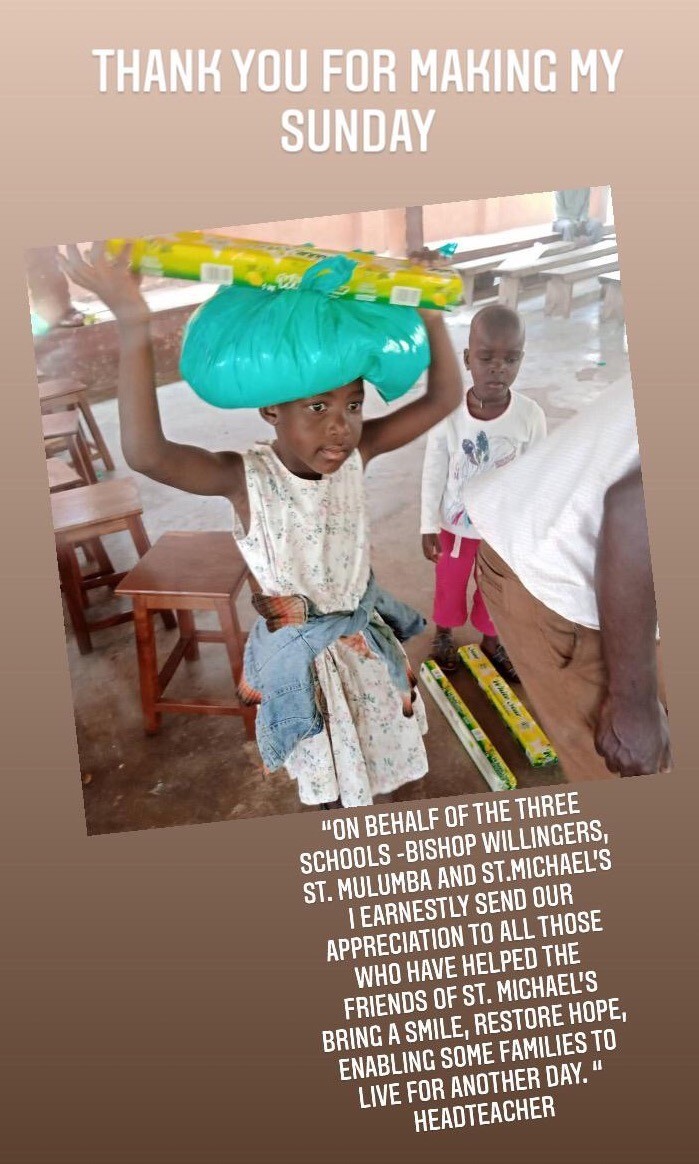 THANK YOU FOR MAKING MY
SUNDAY
White Star
"ON BEHALF OF THE THREE
SCHOOLS -BISHOP WILLINGERS,
ST. MULUMBA AND ST.MICHAEL'S
I EARNESTLY SEND OUR
APPRECIATION TO ALL THOSE
WHO HAVE HELPED THE
FRIENDS OF ST. MICHAEL'S
BRING A SMILE, RESTORE HOPE,
ENABLING SOME FAMILIES TO
LIVE FOR ANOTHER DAY. "
HEADTEACHER